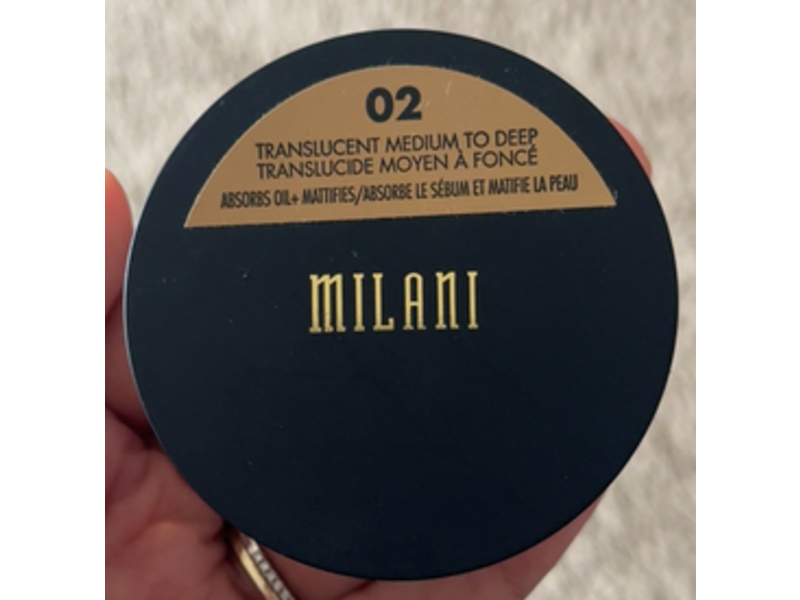 02
TRANSLUCENT MEDIUM TO DEEP
TRANSLUCIDE MOYEN À FONCÉ
ABSORBS OIL+ MATTIFIES/ABSORBE LE SÉBUM ET MATIFIE LA PEAU
MILANI